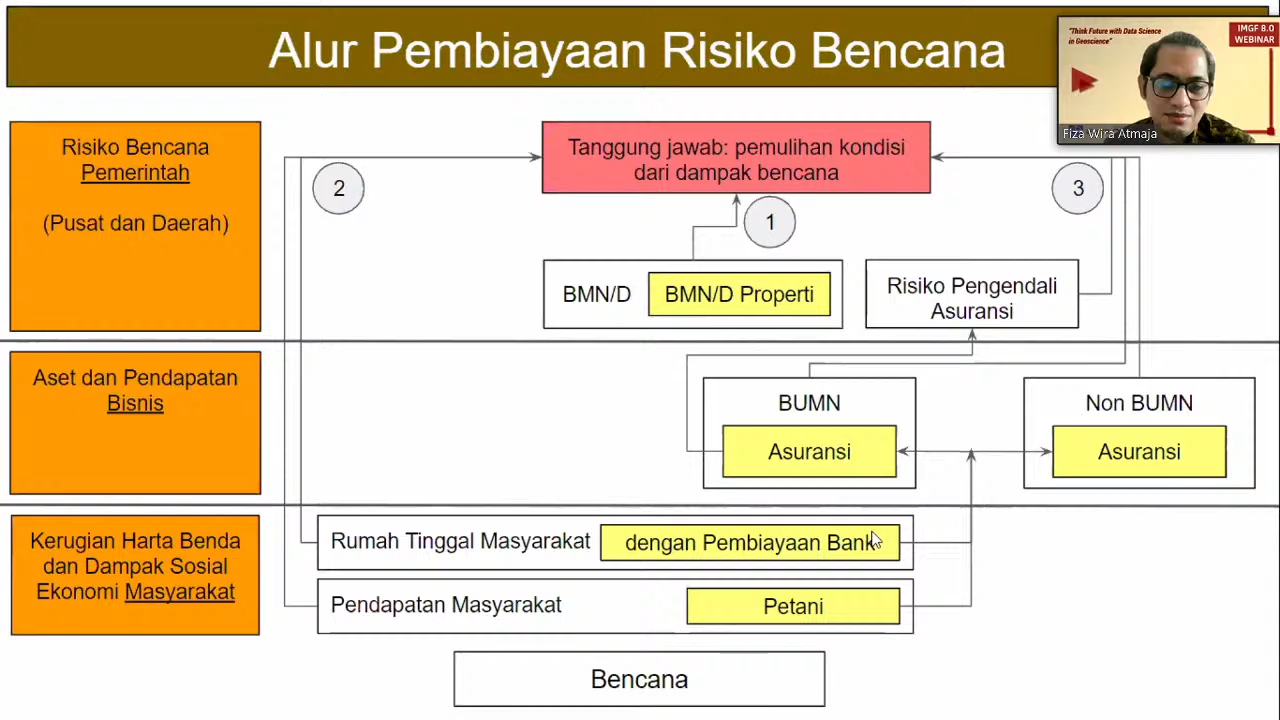 Alur Pembiayaan Risiko Bencana
"Think Future with Data Science
in Geoscience"
IMGF 8.0
WEBINAR
Fiza Wira Atmaja
Risiko Bencana
Pemerintah
(Pusat dan Daerah)
2
Tanggung jawab: pemulihan kondisi
dari dampak bencana
3
1
BMN/D
BMN/D Properti
Risiko Pengendali
Asuransi
Aset dan Pendapatan
Bisnis
BUMN
Asuransi
Non BUMN
Asuransi
Kerugian Harta Benda
dan Dampak Sosial
Ekonomi Masyarakat
Rumah Tinggal Masyarakat
dengan Pembiayaan Bank
Pendapatan Masyarakat
Petani
Bencana